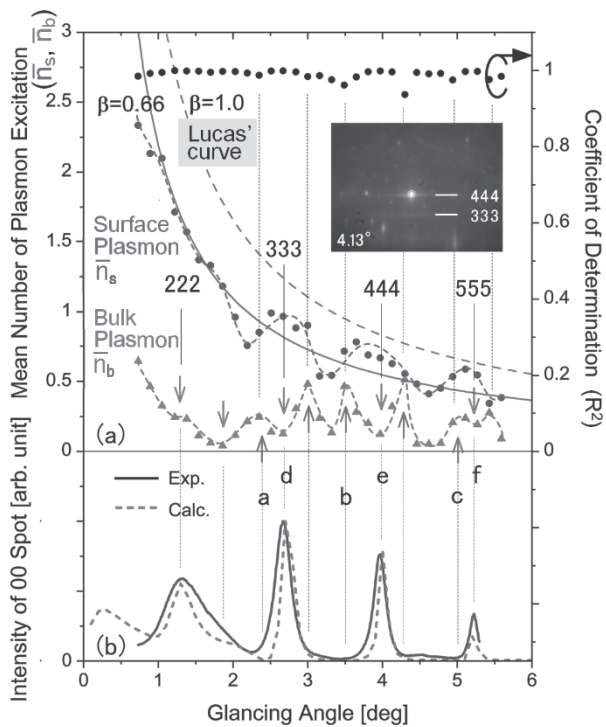 Mean Number of Plasmon Excitation
(n̅s, n̅b)
3
2.5
2
1.5
1
0.5
0
β=0.66
β=1.0
Lucas'
curve
Surface
Plasmon
n̅s
Bulk
Plasmon
n̅b
222
333
444
555
444
333
4.13°
(a)
1
0.8
0.6
0.4
0.2
0
Coefficient of Determination (R²)
Intensity of 00 Spot [arb. unit]
0
Exp.
Calc.
a
d
b
e
c
f
(b)
0 1 2 3 4 5 6
Glancing Angle [deg]